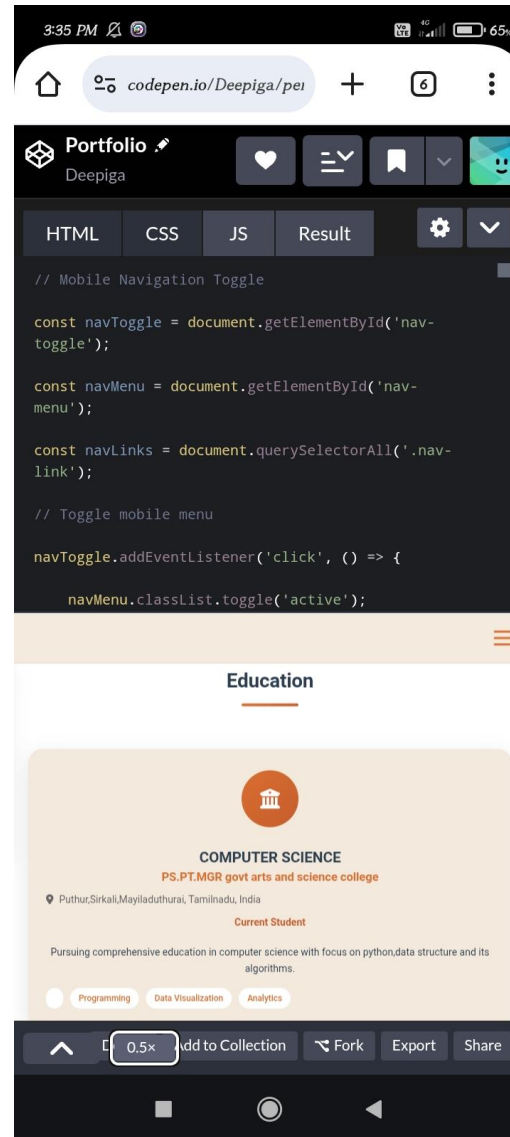 3:35 PM
Vo
LTE
4G
65%
codepen.io/Deepiga/pe
6
Portfolio
Deepiga
HTML CSS JS Result
// Mobile Navigation Toggle
const navToggle = document.getElementById('nav-
toggle');
const navMenu = document.getElementById('nav-
menu');
const navLinks = document.querySelectorAll('.nav-
link');
// Toggle mobile menu
navToggle.addEventListener('click', () => {
navMenu.classList.toggle('active');
Education
COMPUTER SCIENCE
PS.PT.MGR govt arts and science college
Puthur,Sirkali,Mayiladuthurai, Tamilnadu, India
Current Student
Pursuing comprehensive education in computer science with focus on python,data structure and its
algorithms.
Programming Data Visualization Analytics
0.5× Add to Collection Fork Export Share